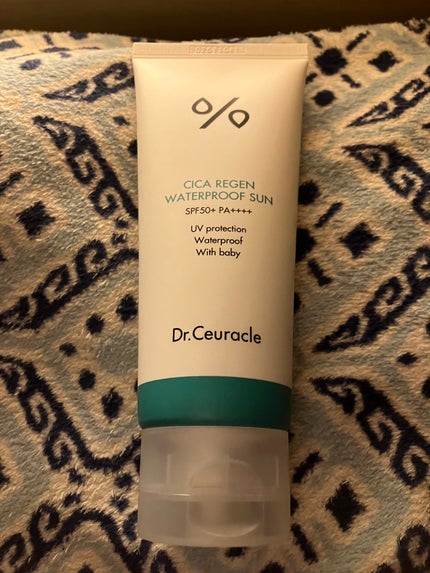 CICA REGEN
WATERPROOF SUN
SPF50+ PA++++
UV protection
Waterproof
With baby
Dr.Ceuracle